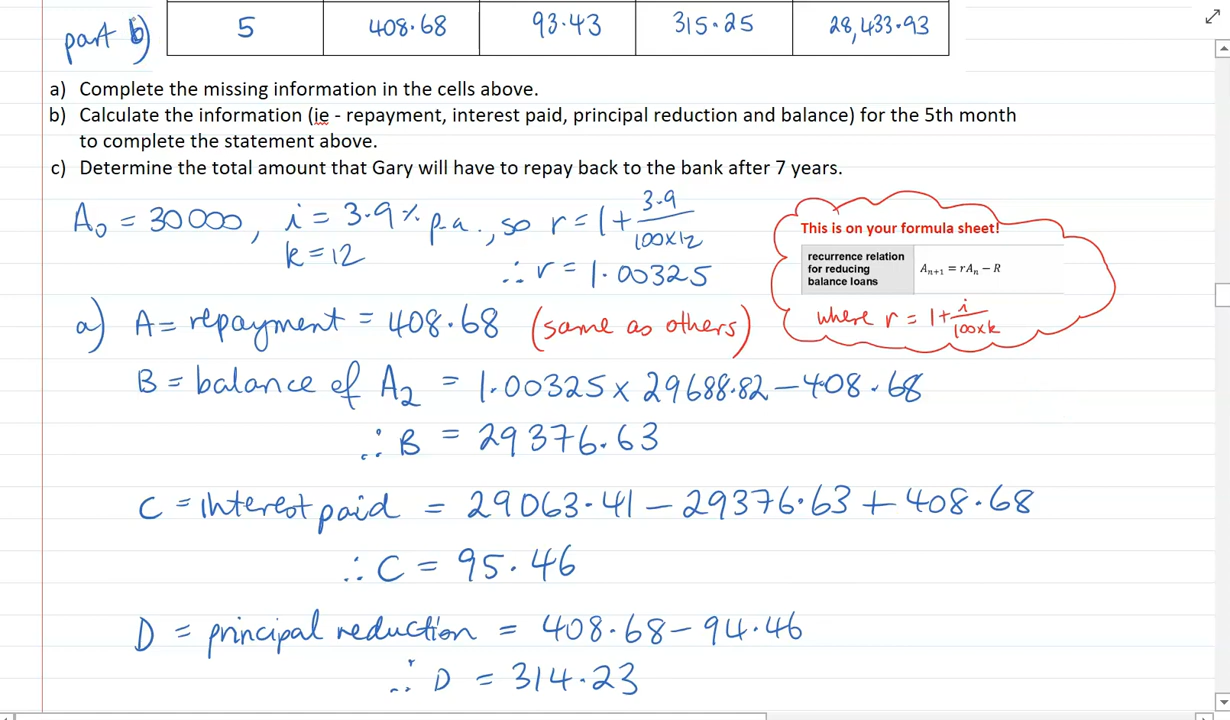 part b) 5 408.68 93.43 315.25 28,433.93
a) Complete the missing information in the cells above.
b) Calculate the information (ie - repayment, interest paid, principal reduction and balance) for the 5th month
to complete the statement above.
c) Determine the total amount that Gary will have to repay back to the bank after 7 years.
A₀ = 30000, i = 3.9% p.a., so r = 1 + 3.9/100×12
k = 12
∴ r = 1.00325
This is on your formula sheet!
recurrence relation
for reducing
balance loans
Aₙ₊₁ = rAₙ − R
where r = 1 + i/100×k
a) A = repayment = 408.68 (same as others)
B = balance of A₂ = 1.00325 × 29688.82 − 408.68
∴ B = 29376.63
C = interest paid = 29063.41 − 29376.63 + 408.68
∴ C = 95.46
D = principal reduction = 408.68 − 94.46
∴ D = 314.23